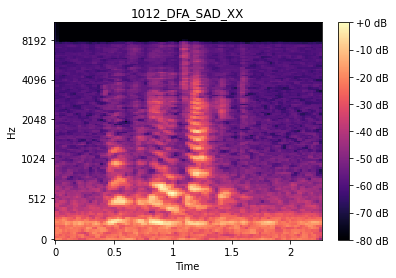 1012_DFA_SAD_XX
8192
4096
2048
1024
512
0
Hz
0
0.5
1
1.5
2
Time
+0 dB
-10 dB
-20 dB
-30 dB
-40 dB
-50 dB
-60 dB
-70 dB
-80 dB